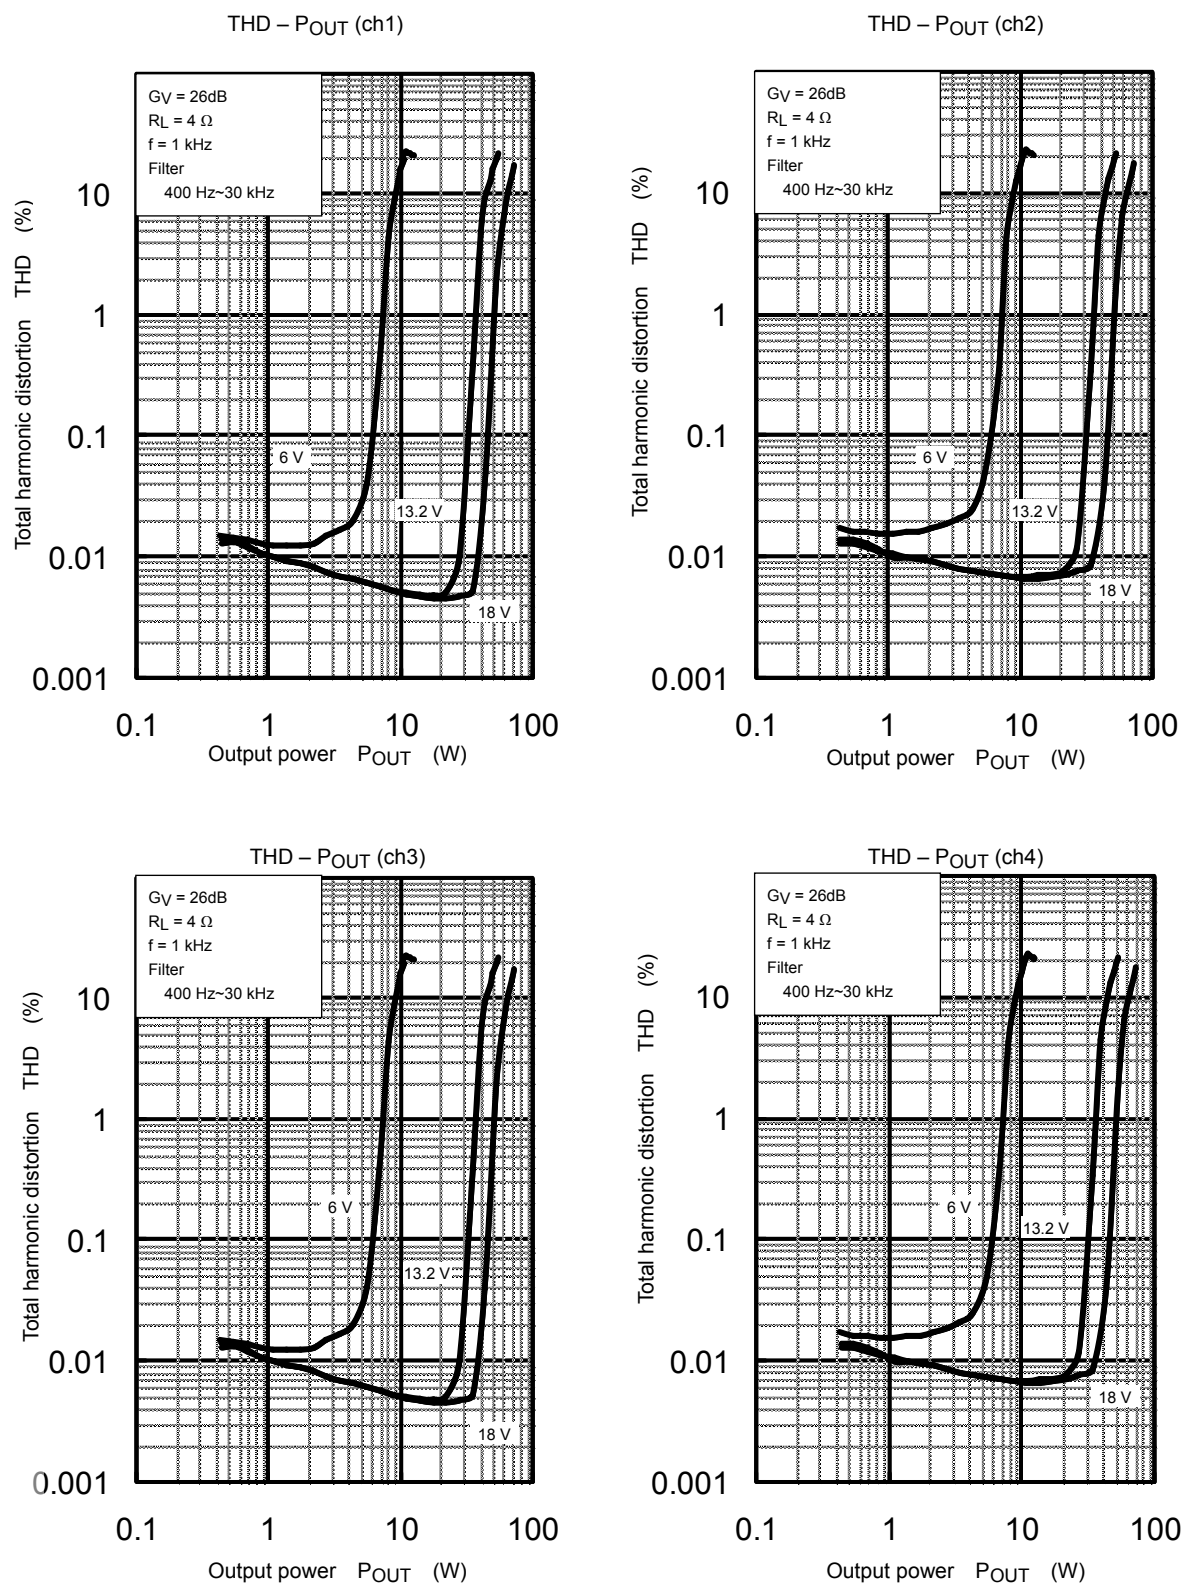 THD – POUT (ch1)
GV = 26dB
RL = 4 Ω
f = 1 kHz
Filter
400 Hz~30 kHz
Total harmonic distortion THD (%)
10
1
0.1
0.01
0.001
6 V
13.2 V
18 V
0.1 1 10 100
Output power POUT (W)
THD – POUT (ch2)
GV = 26dB
RL = 4 Ω
f = 1 kHz
Filter
400 Hz~30 kHz
Total harmonic distortion THD (%)
10
1
0.1
0.01
0.001
6 V
13.2 V
18 V
0.1 1 10 100
Output power POUT (W)
THD – POUT (ch3)
GV = 26dB
RL = 4 Ω
f = 1 kHz
Filter
400 Hz~30 kHz
Total harmonic distortion THD (%)
10
1
0.1
0.01
0.001
6 V
13.2 V
18 V
0.1 1 10 100
Output power POUT (W)
THD – POUT (ch4)
GV = 26dB
RL = 4 Ω
f = 1 kHz
Filter
400 Hz~30 kHz
Total harmonic distortion THD (%)
10
1
0.1
0.01
0.001
6 V
13.2 V
18 V
0.1 1 10 100
Output power POUT (W)